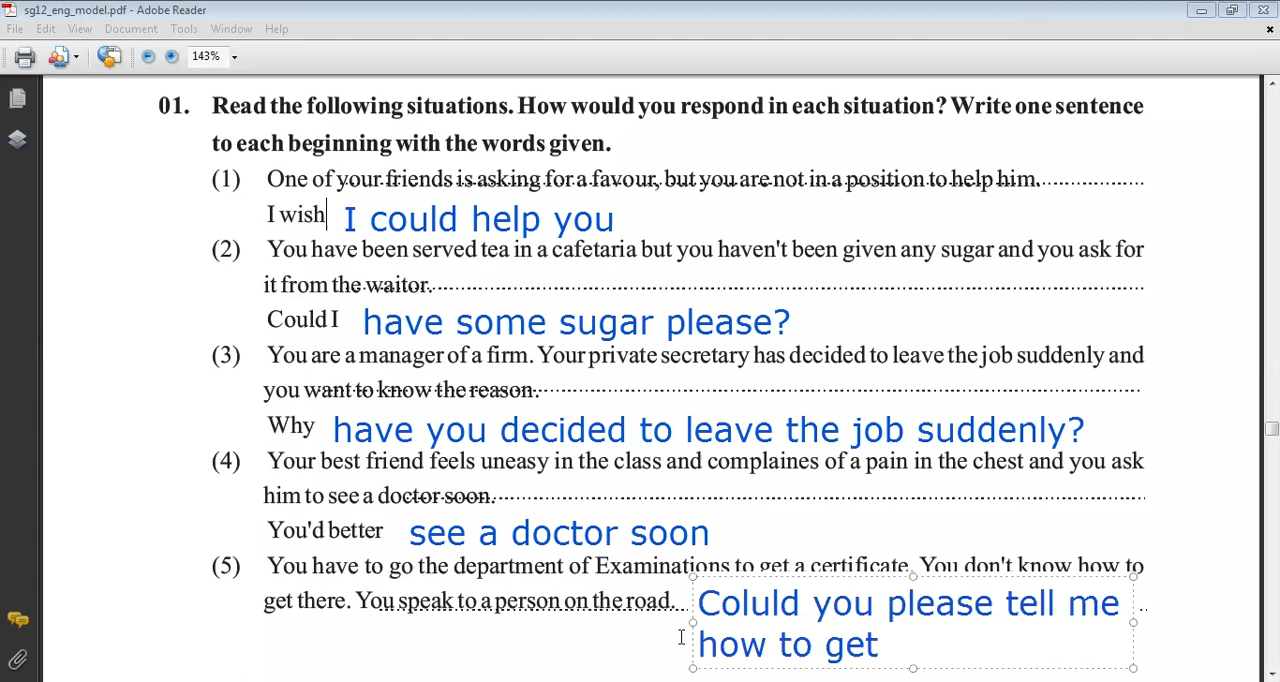 sg12_eng_model.pdf - Adobe Reader
File Edit View Document Tools Window Help
143%
01. Read the following situations. How would you respond in each situation? Write one sentence
to each beginning with the words given.
(1) One of your friends is asking for a favour, but you are not in a position to help him.
I wish I could help you
(2) You have been served tea in a cafetaria but you haven't been given any sugar and you ask for
it from the waitor.
Could I have some sugar please?
(3) You are a manager of a firm. Your private secretary has decided to leave the job suddenly and
you want to know the reason.
Why have you decided to leave the job suddenly?
(4) Your best friend feels uneasy in the class and complaines of a pain in the chest and you ask
him to see a doctor soon.
You'd better see a doctor soon
(5) You have to go the department of Examinations to get a certificate. You don't know how to
get there. You speak to a person on the road. Coluld you please tell me
how to get